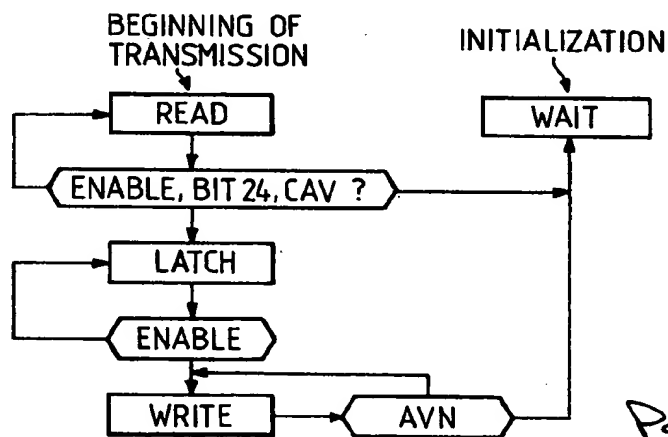 BEGINNING OF
TRANSMISSION
INITIALIZATION
READ
WAIT
ENABLE, BIT 24, CAV ?
LATCH
ENABLE
WRITE
AVN